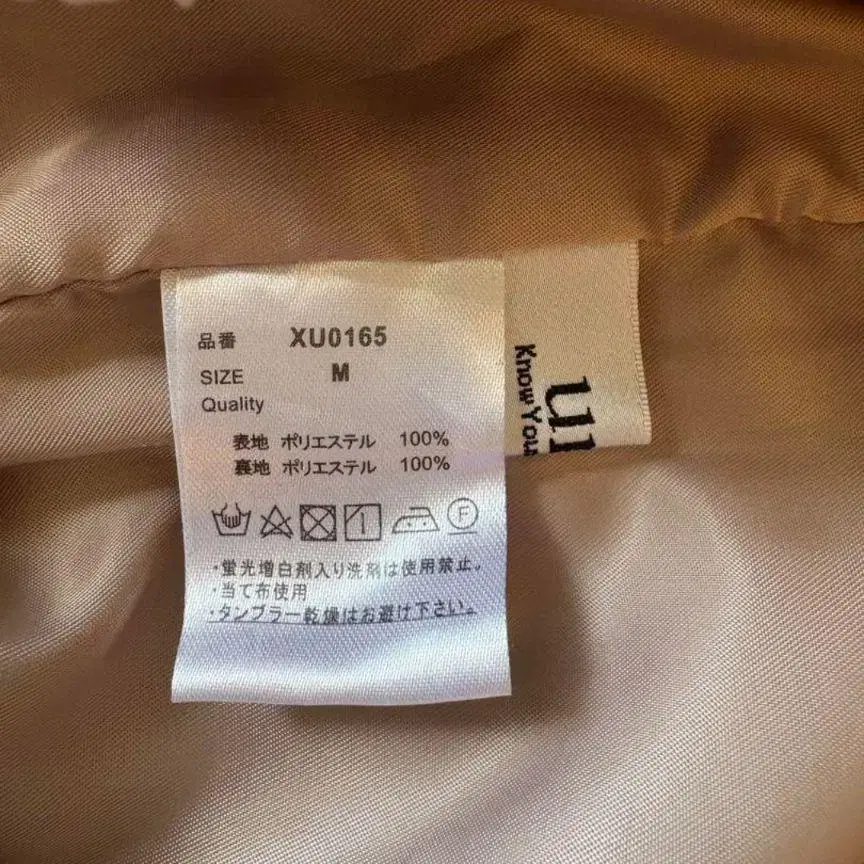 品番 XU0165
SIZE M
Quality
表地 ポリエステル 100%
裏地 ポリエステル 100%
F
・蛍光増白剤入り洗剤は使用禁止。
・当て布使用
・タンブラー乾燥はお避け下さい。
Know You